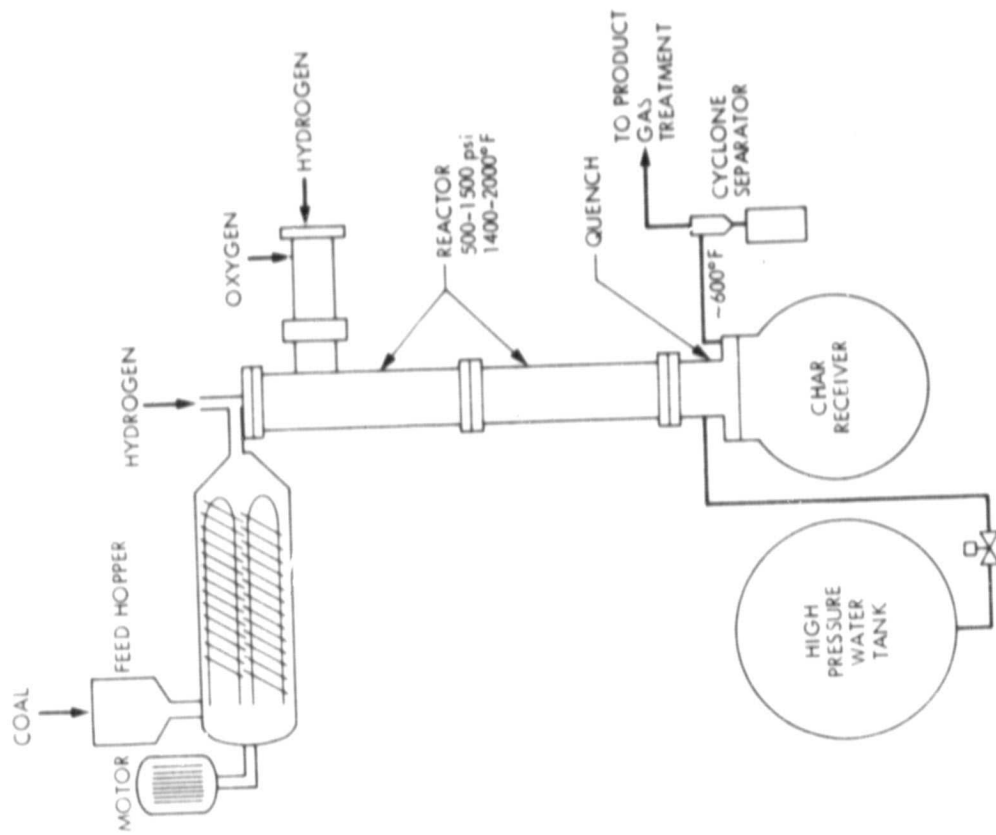 COAL
FEED HOPPER
MOTOR
HYDROGEN
OXYGEN
HYDROGEN
REACTOR
500-1500 psi
1400-2000°F
QUENCH
TO PRODUCT
GAS
TREATMENT
CYCLONE
SEPARATOR
~600°F
CHAR
RECEIVER
HIGH
PRESSURE
WATER
TANK